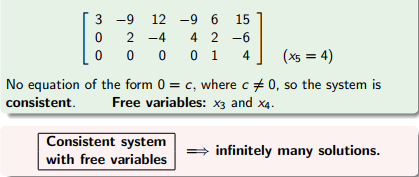 3 −9 12 −9 6 15
0 2 −4 4 2 −6
0 0 0 0 1 4 (x5 = 4)
No equation of the form 0 = c, where c ≠ 0, so the system is
consistent. Free variables: x3 and x4.
Consistent system
with free variables ⟹ infinitely many solutions.